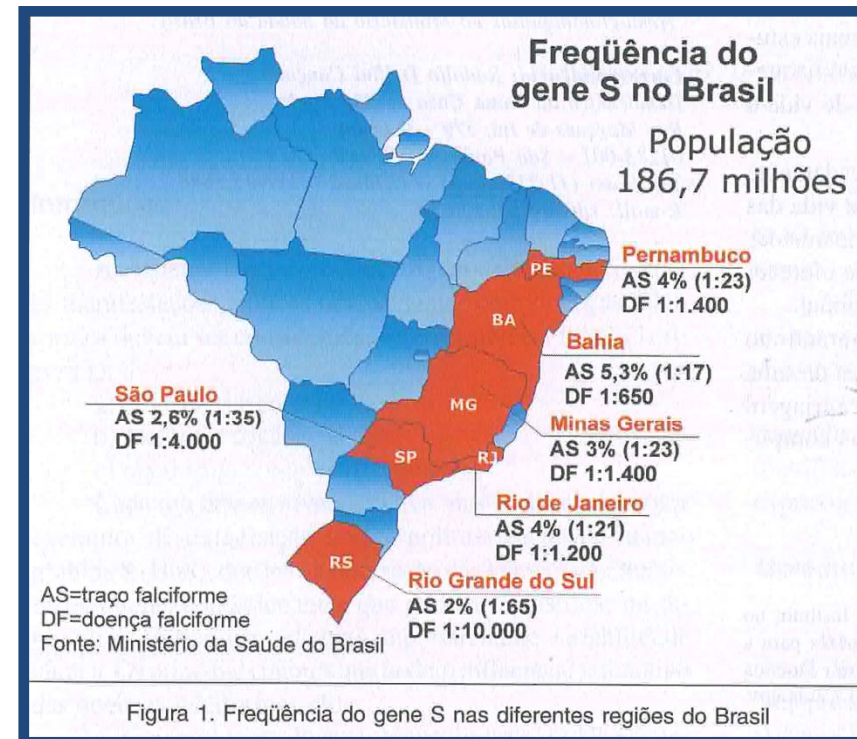 Freqüência do
gene S no Brasil
População
186,7 milhões
PE
Pernambuco
AS 4% (1:23)
DF 1:1.400
BA
Bahia
AS 5,3% (1:17)
DF 1:650
São Paulo
AS 2,6% (1:35)
DF 1:4.000
MG
Minas Gerais
AS 3% (1:23)
DF 1:1.400
SP
RJ
Rio de Janeiro
AS 4% (1:21)
DF 1:1.200
RS
Rio Grande do Sul
AS 2% (1:65)
DF 1:10.000
AS=traço falciforme
DF=doença falciforme
Fonte: Ministério da Saúde do Brasil
Figura 1. Freqüência do gene S nas diferentes regiões do Brasil